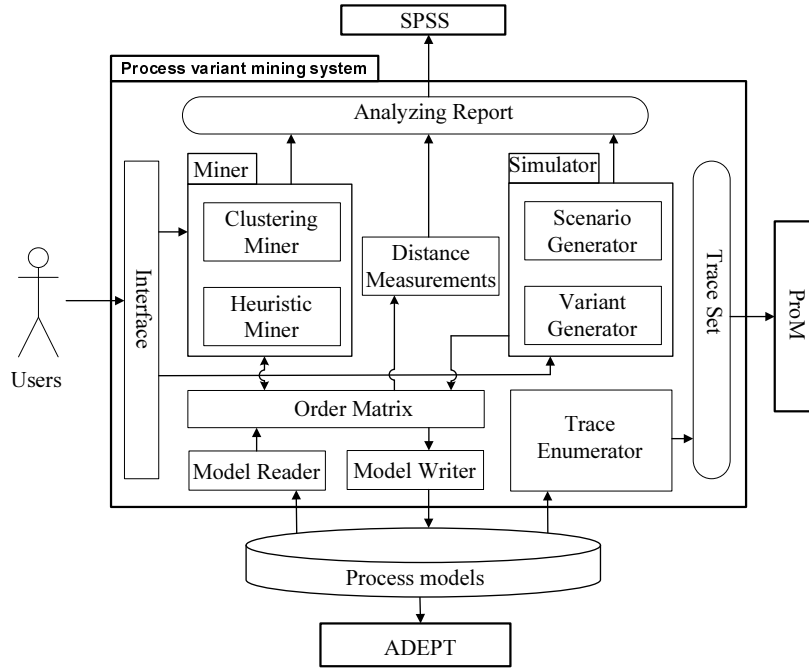 SPSS
Process variant mining system
Analyzing Report
Miner
Simulator
Clustering
Miner
Scenario
Generator
Distance
Measurements
Heuristic
Miner
Variant
Generator
Interface
Trace Set
ProM
Users
Order Matrix
Trace
Enumerator
Model Reader
Model Writer
Process models
ADEPT